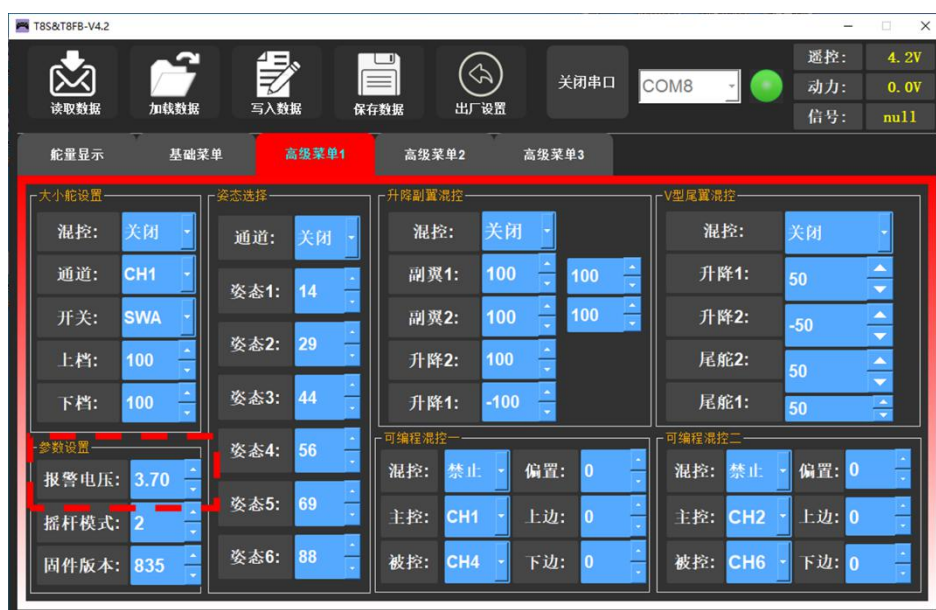 T8S&T8FB-V4.2
读取数据
加载数据
写入数据
保存数据
出厂设置
关闭串口
COM8
遥控: 4.2V
动力: 0.0V
信号: null
舵量显示
基础菜单
高级菜单1
高级菜单2
高级菜单3
大小舵设置
混控: 关闭
通道: CH1
开关: SWA
上档: 100
下档: 100
参数设置
报警电压: 3.70
摇杆模式: 2
固件版本: 835
姿态选择
通道: 关闭
姿态1: 14
姿态2: 29
姿态3: 44
姿态4: 56
姿态5: 69
姿态6: 88
升降副翼混控
混控: 关闭
副翼1: 100 100
副翼2: 100 100
升降2: 100
升降1: -100
V型尾翼混控
混控: 关闭
升降1: 50
升降2: -50
尾舵2: 50
尾舵1: 50
可编程混控一
混控: 禁止 偏置: 0
主控: CH1 上边: 0
被控: CH4 下边: 0
可编程混控二
混控: 禁止 偏置: 0
主控: CH2 上边: 0
被控: CH6 下边: 0